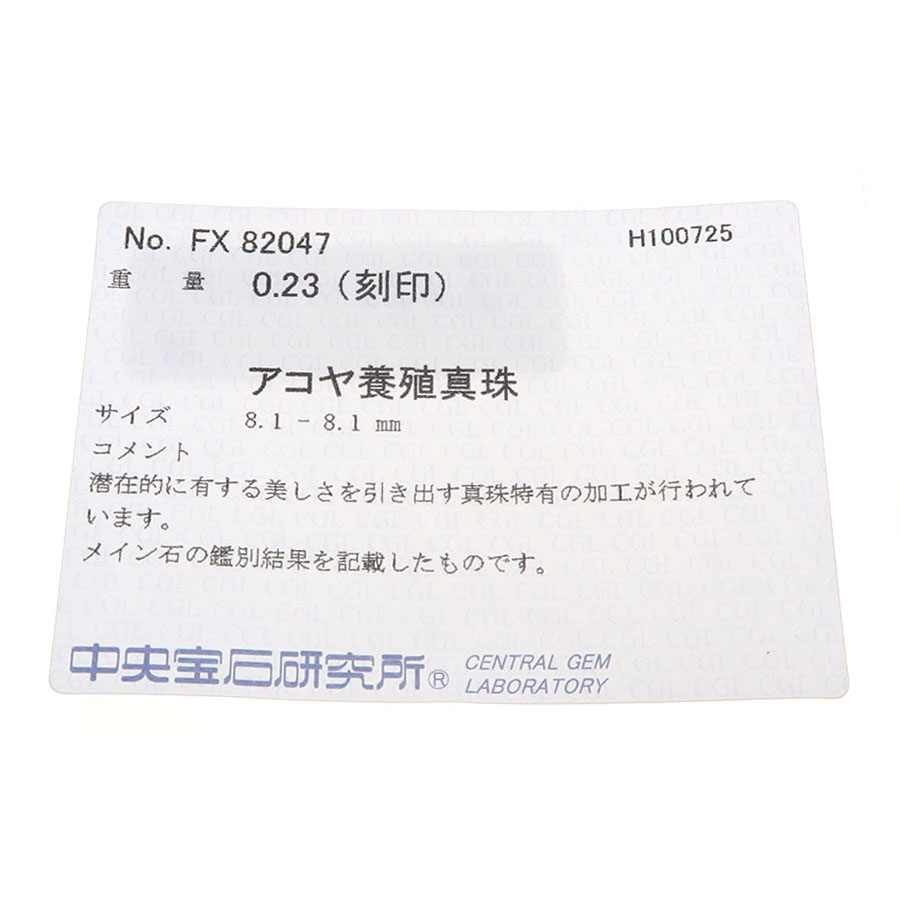 No. FX 82047
H100725
重 量 0.23(刻印)
アコヤ養殖真珠
サイズ 8.1 - 8.1 mm
コメント
潜在的に有する美しさを引き出す真珠特有の加工が行われて
います。
メイン石の鑑別結果を記載したものです。
中央宝石研究所® CENTRAL GEM
LABORATORY